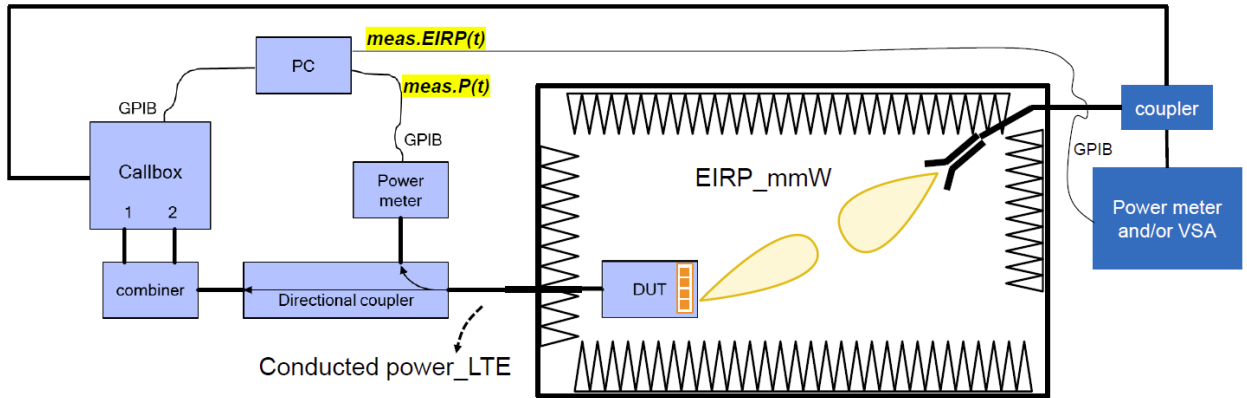 meas.EIRP(t)
PC
meas.P(t)
GPIB
coupler
GPIB
GPIB
Callbox
1 2
Power
meter
EIRP_mmW
Power meter
and/or VSA
combiner
Directional coupler
DUT
Conducted power_LTE